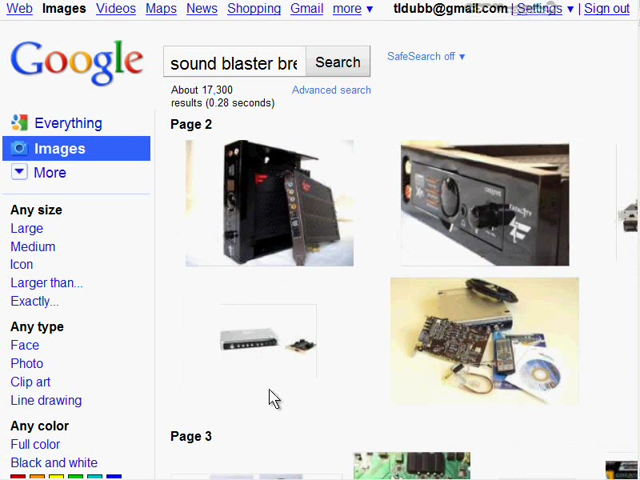 Web Images Videos Maps News Shopping Gmail more ▼ tldubb@gmail.com | Settings ▼ | Sign out
Google
sound blaster bre Search
SafeSearch off ▼
About 17,300
results (0.28 seconds)
Advanced search
Page 2
Everything
Images
More
Any size
Large
Medium
Icon
Larger than...
Exactly...
Any type
Face
Photo
Clip art
Line drawing
Any color
Full color
Black and white
Page 3